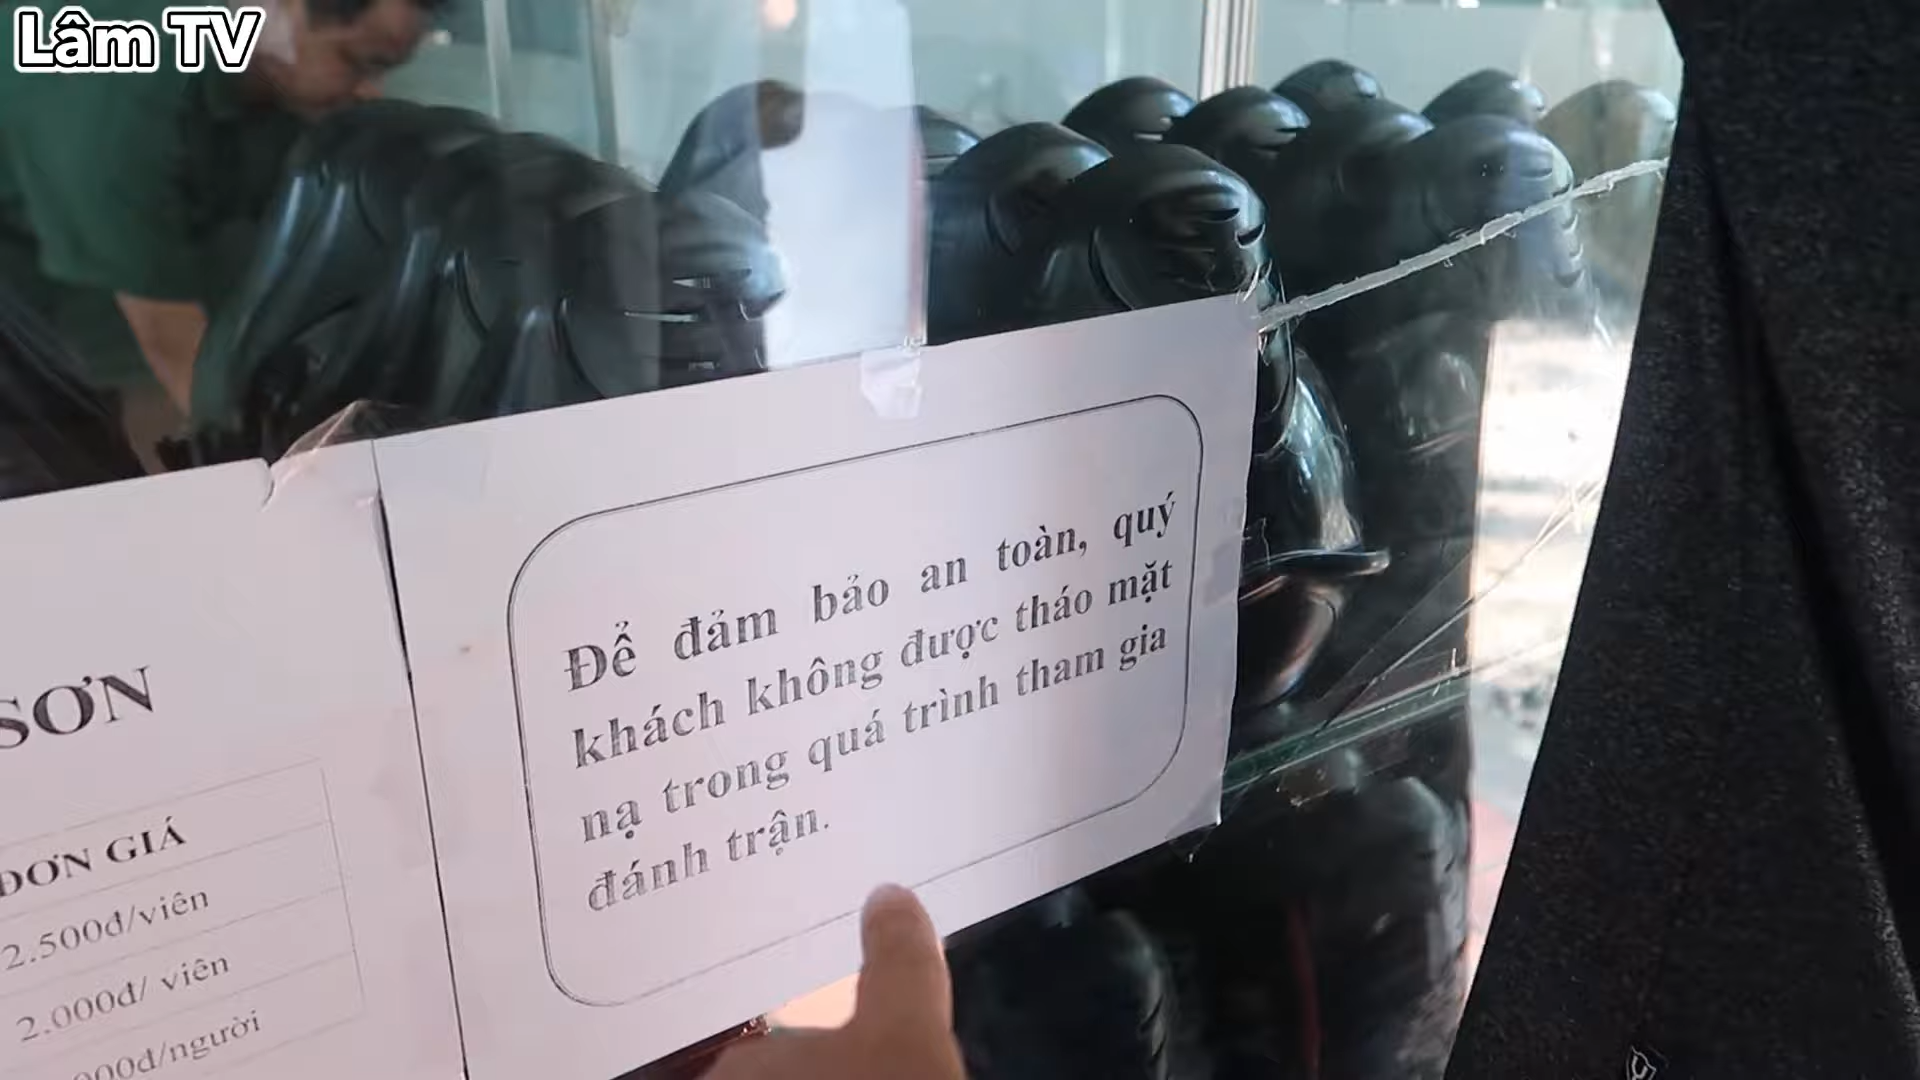 Lâm TV
Để đảm bảo an toàn, quý
khách không được tháo mặt
nạ trong quá trình tham gia
đánh trận.
SƠN
ĐƠN GIÁ
2.500đ/viên
2.000đ/ viên
000đ/người